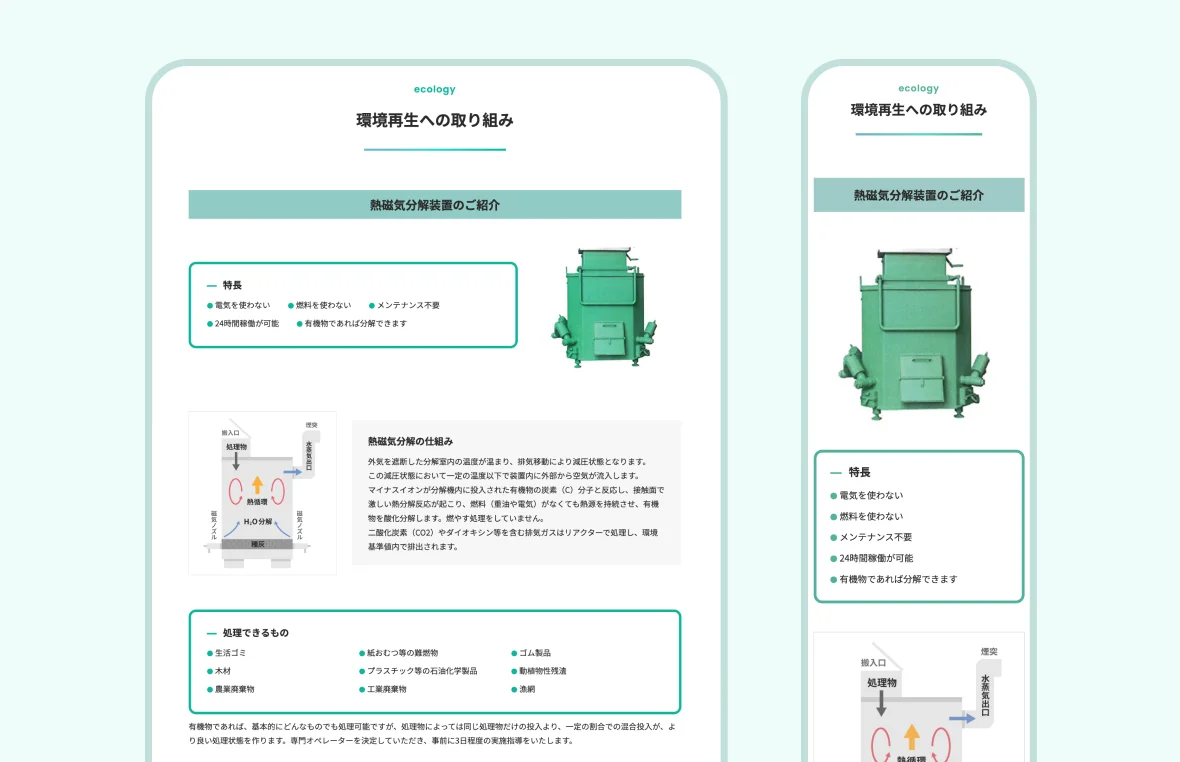 ecology
環境再生への取り組み
熱磁気分解装置のご紹介
特長
電気を使わない
燃料を使わない
メンテナンス不要
24時間稼働が可能
有機物であれば分解できます
煙突
搬入口
処理物
水蒸気出口
熱循環
磁気ノズル
磁気ノズル
H₂O分解
種灰
熱磁気分解の仕組み
外気を遮断した分解室内の温度が温まり、排気移動により減圧状態となります。
この減圧状態において一定の温度以下で装置内に外部から空気が流入します。
マイナスイオンが分解機内に投入された有機物の炭素（C）分子と反応し、接触面で
激しい熱分解反応が起こり、燃料（重油や電気）がなくても熱源を持続させ、有機
物を酸化分解します。燃やす処理をしていません。
二酸化炭素（CO2）やダイオキシン等を含む排気ガスはリアクターで処理し、環境
基準値内で排出されます。
処理できるもの
生活ゴミ
紙おむつ等の難燃物
ゴム製品
木材
プラスチック等の石油化学製品
動植物性残渣
農業廃棄物
工業廃棄物
漁網
有機物であれば、基本的にどんなものでも処理可能ですが、処理物によっては同じ処理物だけの投入より、一定の割合での混合投入が、よ
り良い処理状態を作ります。専門オペレーターを決定していただき、事前に3日程度の実施指導をいたします。
ecology
環境再生への取り組み
熱磁気分解装置のご紹介
特長
電気を使わない
燃料を使わない
メンテナンス不要
24時間稼働が可能
有機物であれば分解できます
煙突
搬入口
処理物
水蒸気出口
熱循環